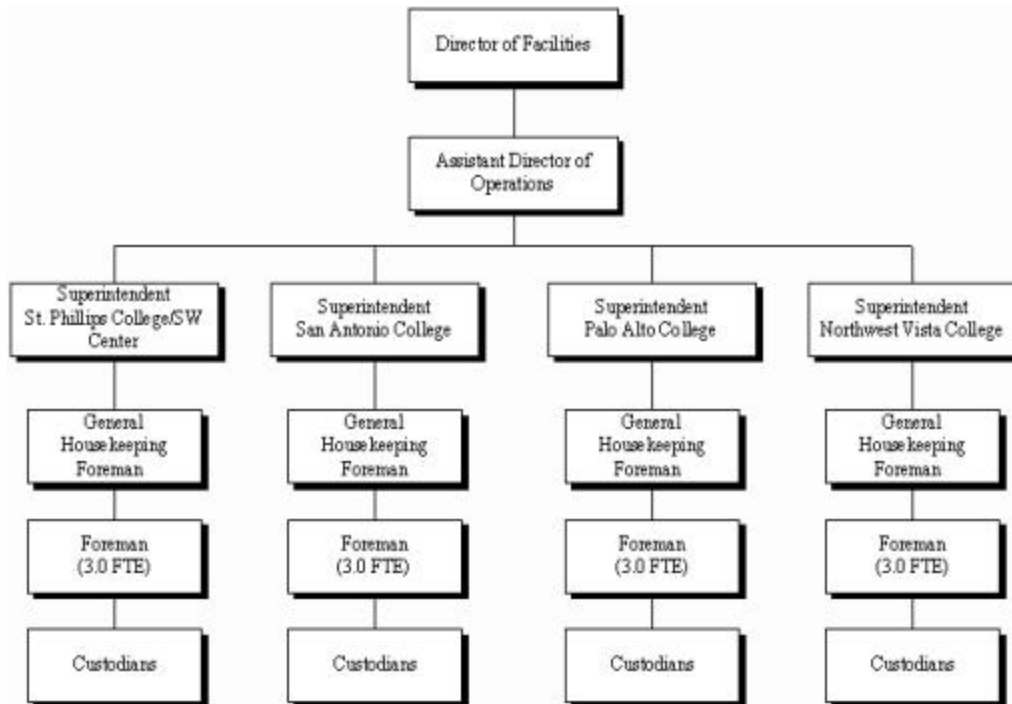 Director of Facilities
Assistant Director of
Operations
Superintendent
St. Phillips College/SW
Center
Superintendent
San Antonio College
Superintendent
Palo Alto College
Superintendent
Northwest Vista College
General
Housekeeping
Foreman
General
Housekeeping
Foreman
General
Housekeeping
Foreman
General
Housekeeping
Foreman
Foreman
(3.0 FTE)
Foreman
(3.0 FTE)
Foreman
(3.0 FTE)
Foreman
(3.0 FTE)
Custodians
Custodians
Custodians
Custodians